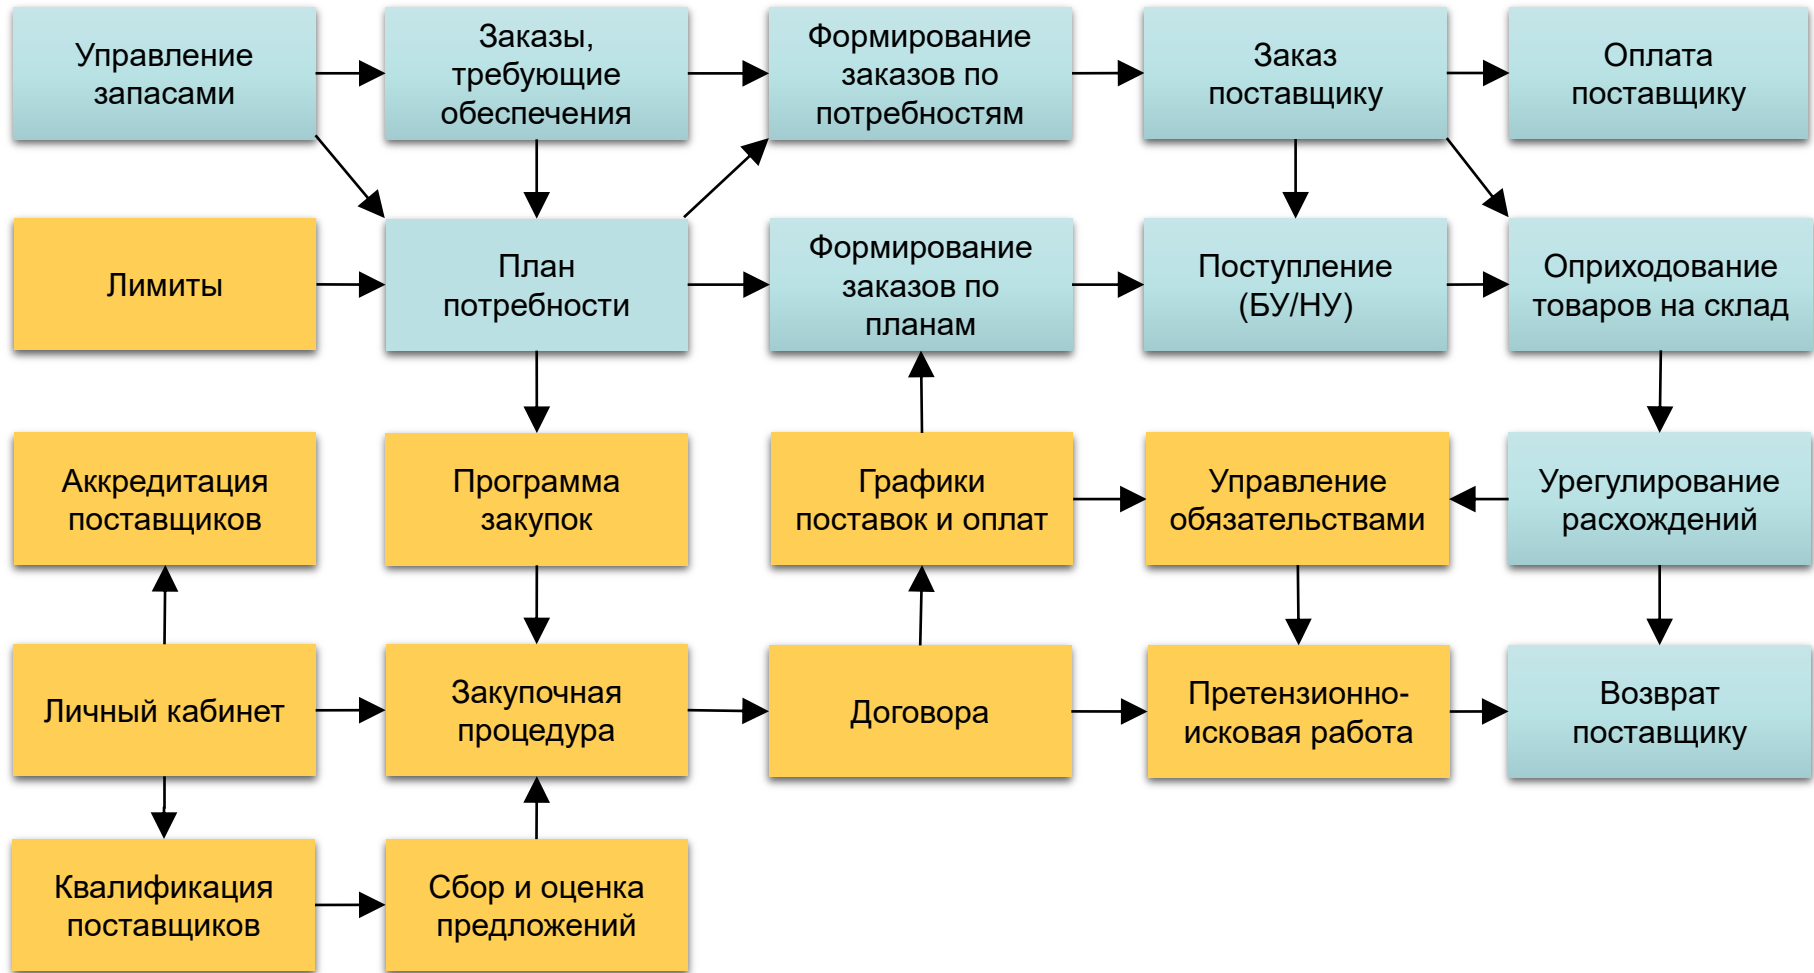 Управление
запасами
Заказы,
требующие
обеспечения
Формирование
заказов по
потребностям
Заказ
поставщику
Оплата
поставщику
Лимиты
План
потребности
Формирование
заказов по
планам
Поступление
(БУ/НУ)
Оприходование
товаров на склад
Аккредитация
поставщиков
Программа
закупок
Графики
поставок и оплат
Управление
обязательствами
Урегулирование
расхождений
Личный кабинет
Закупочная
процедура
Договора
Претензионно-
исковая работа
Возврат
поставщику
Квалификация
поставщиков
Сбор и оценка
предложений